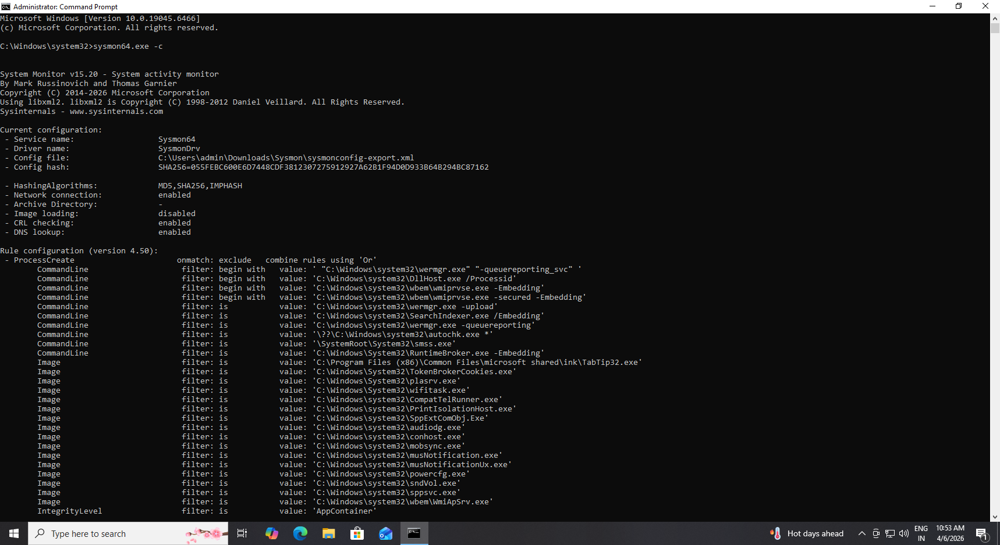 Administrator: Command Prompt
Microsoft Windows [Version 10.0.19045.6466]
(c) Microsoft Corporation. All rights reserved.
C:\Windows\system32>sysmon64.exe -c
System Monitor v15.20 - System activity monitor
By Mark Russinovich and Thomas Garnier
Copyright (C) 2014-2026 Microsoft Corporation
Using libxml2. libxml2 is Copyright (C) 1998-2012 Daniel Veillard. All Rights Reserved.
Sysinternals - www.sysinternals.com
Current configuration:
- Service name: Sysmon64
- Driver name: SysmonDrv
- Config file: C:\Users\admin\Downloads\Sysmon\sysmonconfig-export.xml
- Config hash: SHA256=055FEBC600E6D7448CDF3812307275912927A62B1F94D0D933B64B294BC87162
- HashingAlgorithms: MD5,SHA256,IMPHASH
- Network connection: enabled
- Archive Directory: -
- Image loading: disabled
- CRL checking: enabled
- DNS lookup: enabled
Rule configuration (version 4.50):
- ProcessCreate onmatch: exclude combine rules using 'Or'
CommandLine filter: begin with value: ' "C:\Windows\system32\wermgr.exe" "-queuereporting_svc" '
CommandLine filter: begin with value: 'C:\Windows\system32\DllHost.exe /Processid'
CommandLine filter: begin with value: 'C:\Windows\system32\wbem\wmiprvse.exe -Embedding'
CommandLine filter: begin with value: 'C:\Windows\system32\wbem\wmiprvse.exe -secured -Embedding'
CommandLine filter: is value: 'C:\Windows\system32\wermgr.exe -upload'
CommandLine filter: is value: 'C:\Windows\system32\SearchIndexer.exe /Embedding'
CommandLine filter: is value: 'C:\windows\system32\wermgr.exe -queuereporting'
CommandLine filter: is value: '\??\C:\Windows\system32\autochk.exe *'
CommandLine filter: is value: '\SystemRoot\System32\smss.exe'
CommandLine filter: is value: 'C:\Windows\System32\RuntimeBroker.exe -Embedding'
Image filter: is value: 'C:\Program Files (x86)\Common Files\microsoft shared\ink\TabTip32.exe'
Image filter: is value: 'C:\Windows\System32\TokenBrokerCookies.exe'
Image filter: is value: 'C:\Windows\System32\plasrv.exe'
Image filter: is value: 'C:\Windows\System32\wifitask.exe'
Image filter: is value: 'C:\Windows\system32\CompatTelRunner.exe'
Image filter: is value: 'C:\Windows\system32\PrintIsolationHost.exe'
Image filter: is value: 'C:\Windows\system32\SppExtComObj.Exe'
Image filter: is value: 'C:\Windows\system32\audiodg.exe'
Image filter: is value: 'C:\Windows\system32\conhost.exe'
Image filter: is value: 'C:\Windows\system32\mobsync.exe'
Image filter: is value: 'C:\Windows\system32\musNotification.exe'
Image filter: is value: 'C:\Windows\system32\musNotificationUx.exe'
Image filter: is value: 'C:\Windows\system32\powercfg.exe'
Image filter: is value: 'C:\Windows\system32\sndVol.exe'
Image filter: is value: 'C:\Windows\system32\sppsvc.exe'
Image filter: is value: 'C:\Windows\system32\wbem\WmiApSrv.exe'
IntegrityLevel filter: is value: 'AppContainer'
Type here to search
Hot days ahead
ENG
IN
10:53 AM
4/6/2026
1